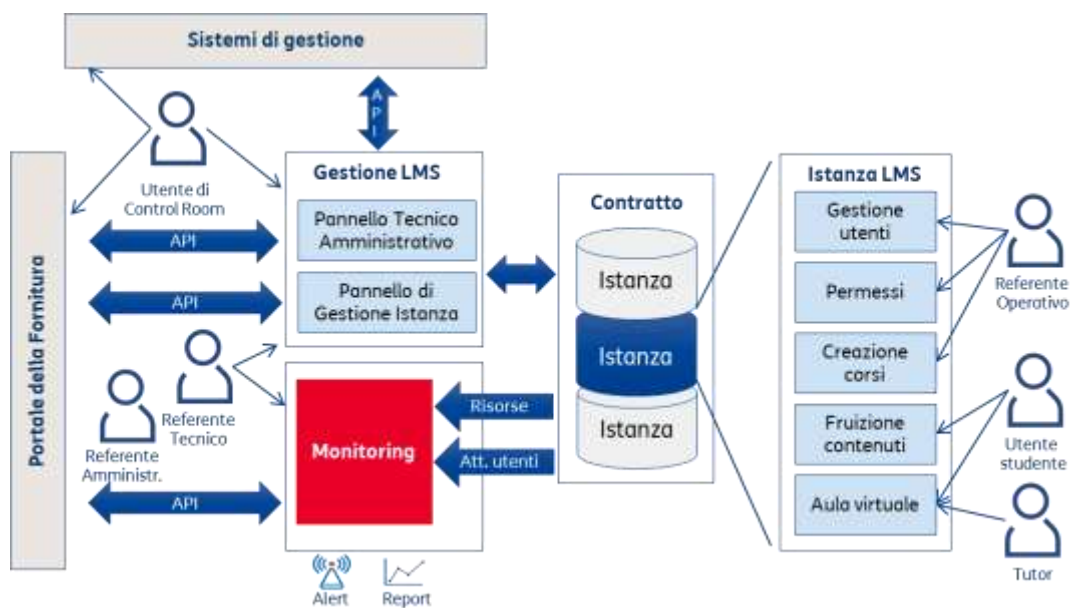 Sistemi di gestione
API
Utente di
Control Room
Portale della Fornitura
API
API
Gestione LMS
Pannello Tecnico
Amministrativo
Pannello di
Gestione Istanza
Referente
Tecnico
Referente
Amministr.
API
Monitoring
Risorse
Att. utenti
Alert
Report
Contratto
Istanza
Istanza
Istanza
Istanza LMS
Gestione
utenti
Permessi
Creazione
corsi
Fruizione
contenuti
Aula virtuale
Referente
Operativo
Utente
studente
Tutor